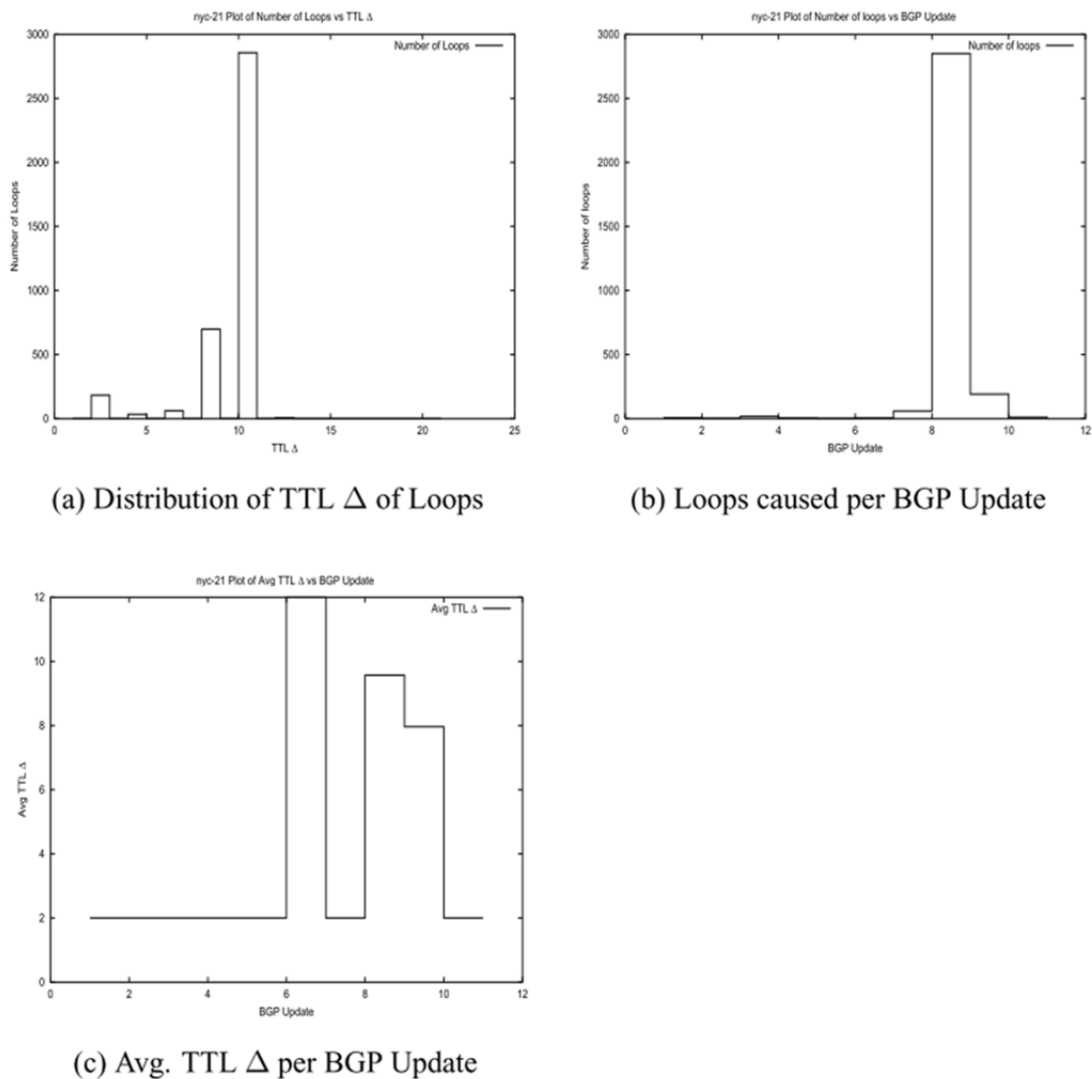 nyc-21 Plot of Number of Loops vs TTL Δ
3000
2500
2000
1500
1000
500
0
Number of Loops
Number of Loops
0 5 10 15 20 25
TTL Δ
(a) Distribution of TTL Δ of Loops
nyc-21 Plot of Number of loops vs BGP Update
3000
2500
2000
1500
1000
500
0
Number of loops
Number of loops
0 2 4 6 8 10 12
BGP Update
(b) Loops caused per BGP Update
nyc-21 Plot of Avg TTL Δ vs BGP Update
12
10
8
6
4
2
0
Avg TTL Δ
Avg TTL Δ
0 2 4 6 8 10 12
BGP Update
(c) Avg. TTL Δ per BGP Update